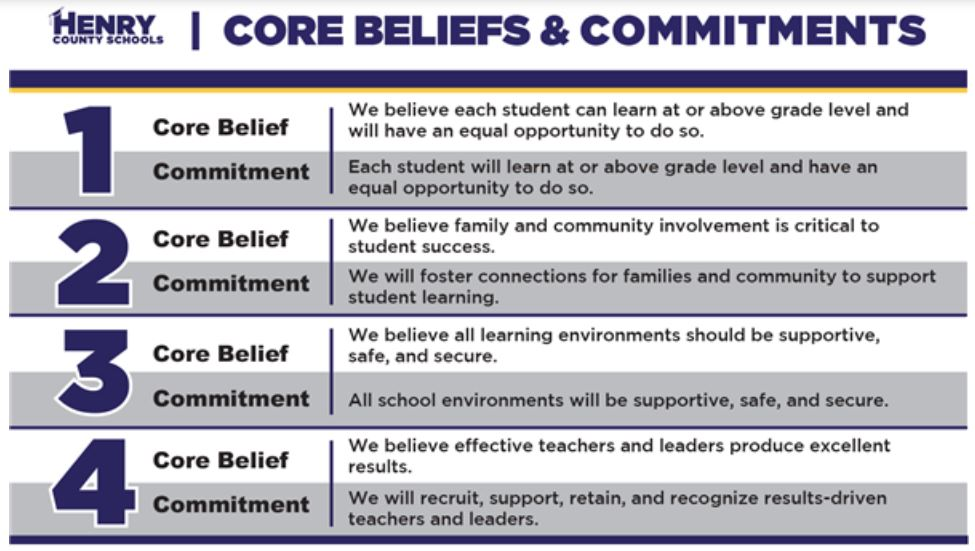 HENRY
COUNTY SCHOOLS
CORE BELIEFS & COMMITMENTS
1
Core Belief
We believe each student can learn at or above grade level and
will have an equal opportunity to do so.
Commitment
Each student will learn at or above grade level and have an
equal opportunity to do so.
2
Core Belief
We believe family and community involvement is critical to
student success.
Commitment
We will foster connections for families and community to support
student learning.
3
Core Belief
We believe all learning environments should be supportive,
safe, and secure.
Commitment
All school environments will be supportive, safe, and secure.
4
Core Belief
We believe effective teachers and leaders produce excellent
results.
Commitment
We will recruit, support, retain, and recognize results-driven
teachers and leaders.